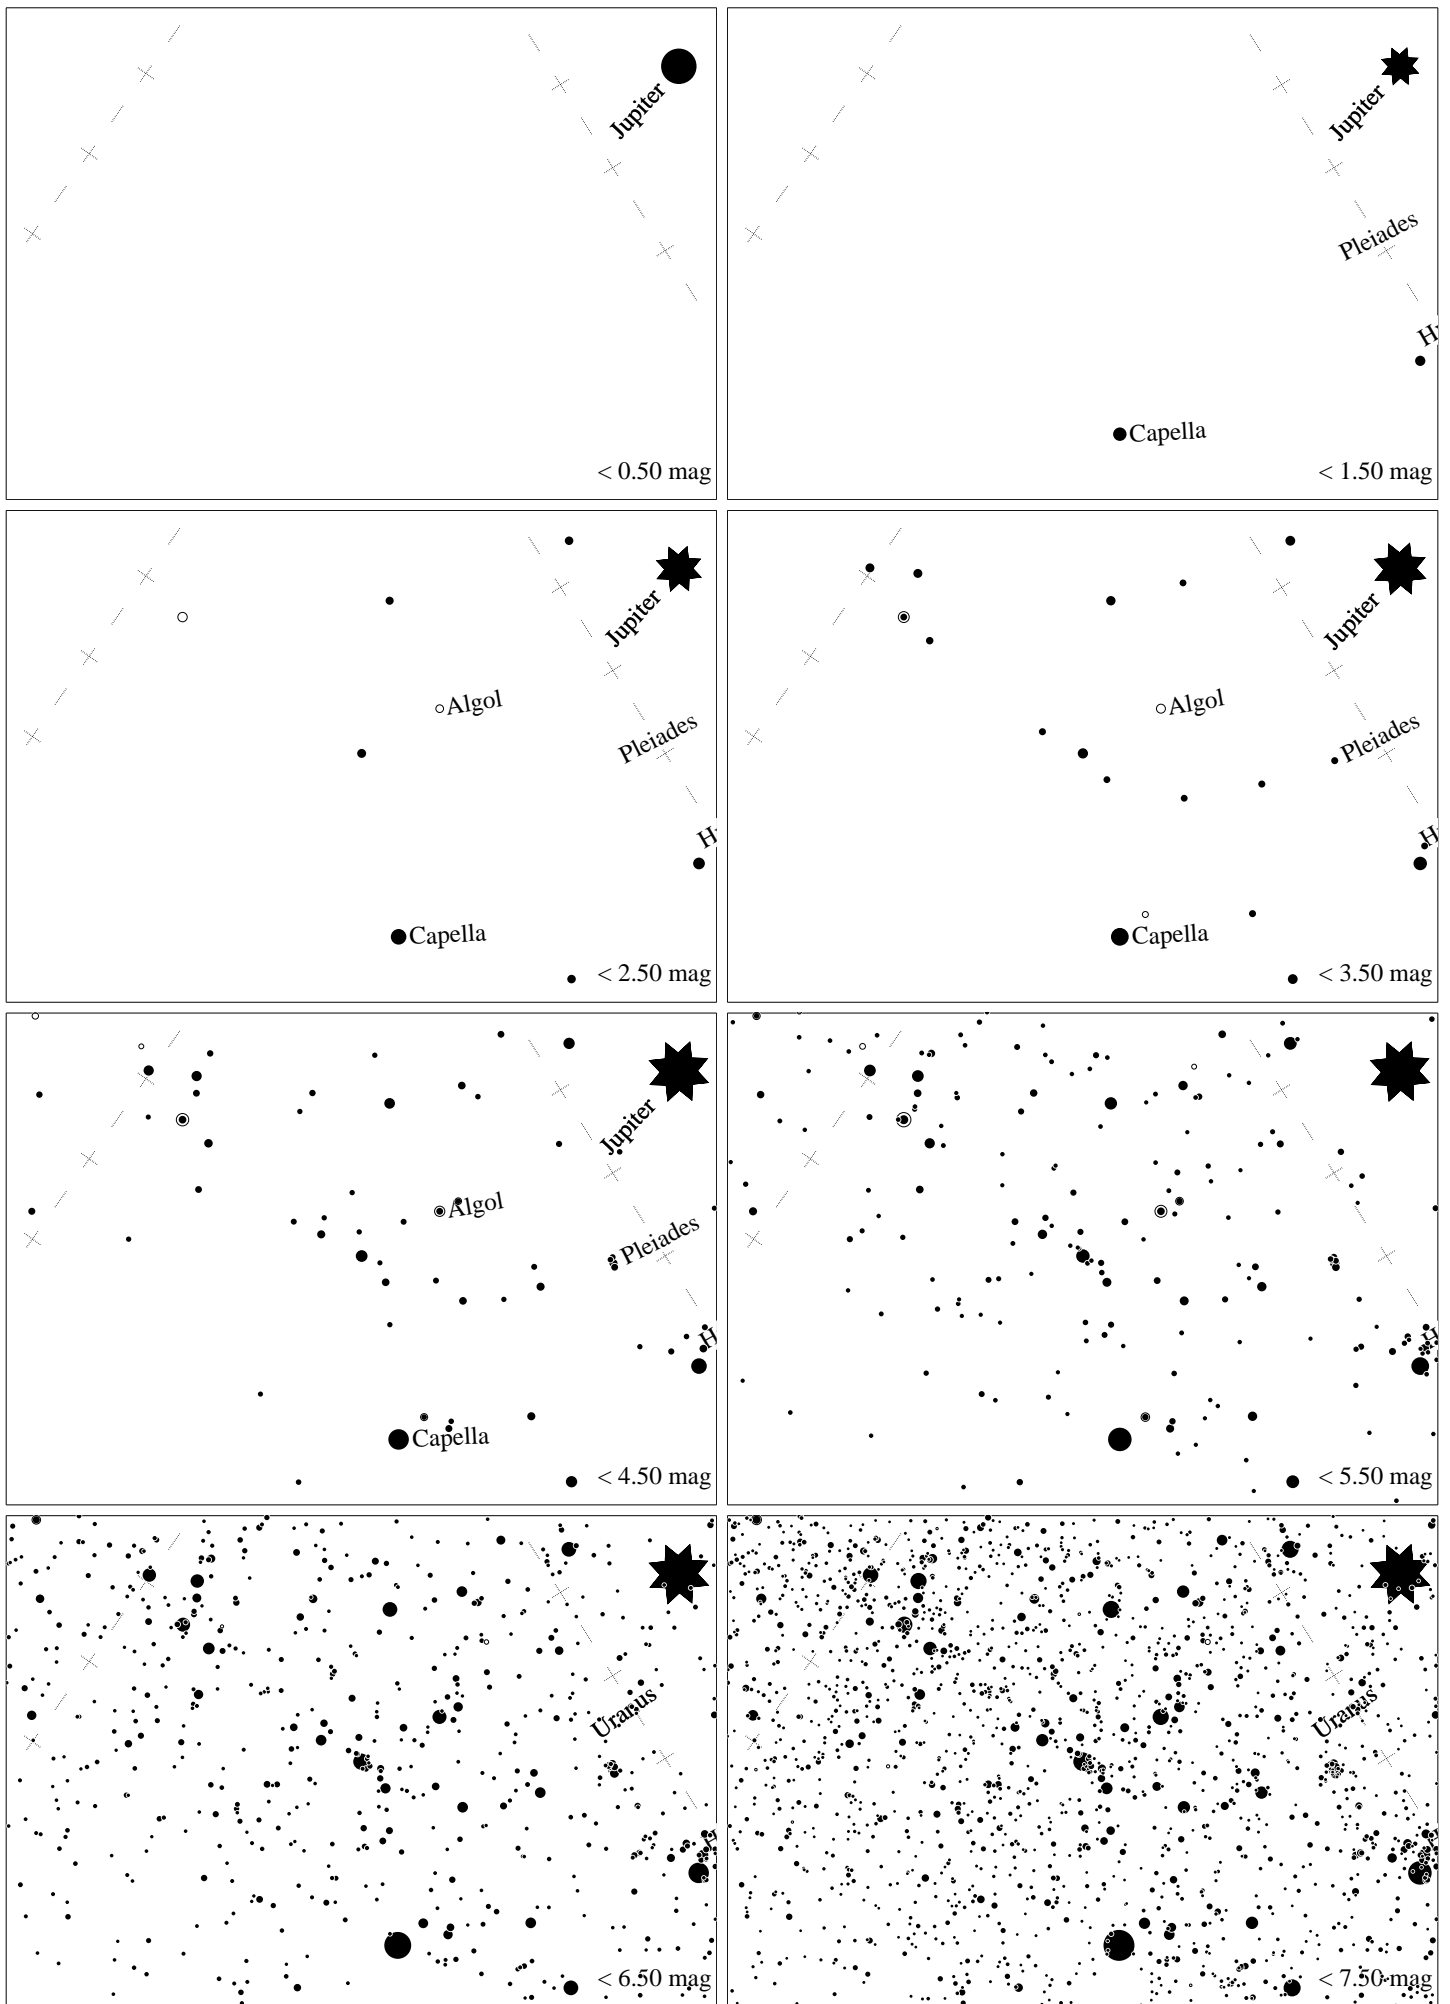 Jupiter
< 0.50 mag
Jupiter
Pleiades
Capella
< 1.50 mag
Jupiter
Algol
Pleiades
Capella
< 2.50 mag
Jupiter
Algol
Pleiades
Capella
< 3.50 mag
Jupiter
Algol
Pleiades
Capella
< 4.50 mag
< 5.50 mag
Uranus
< 6.50 mag
Uranus
< 7.50 mag